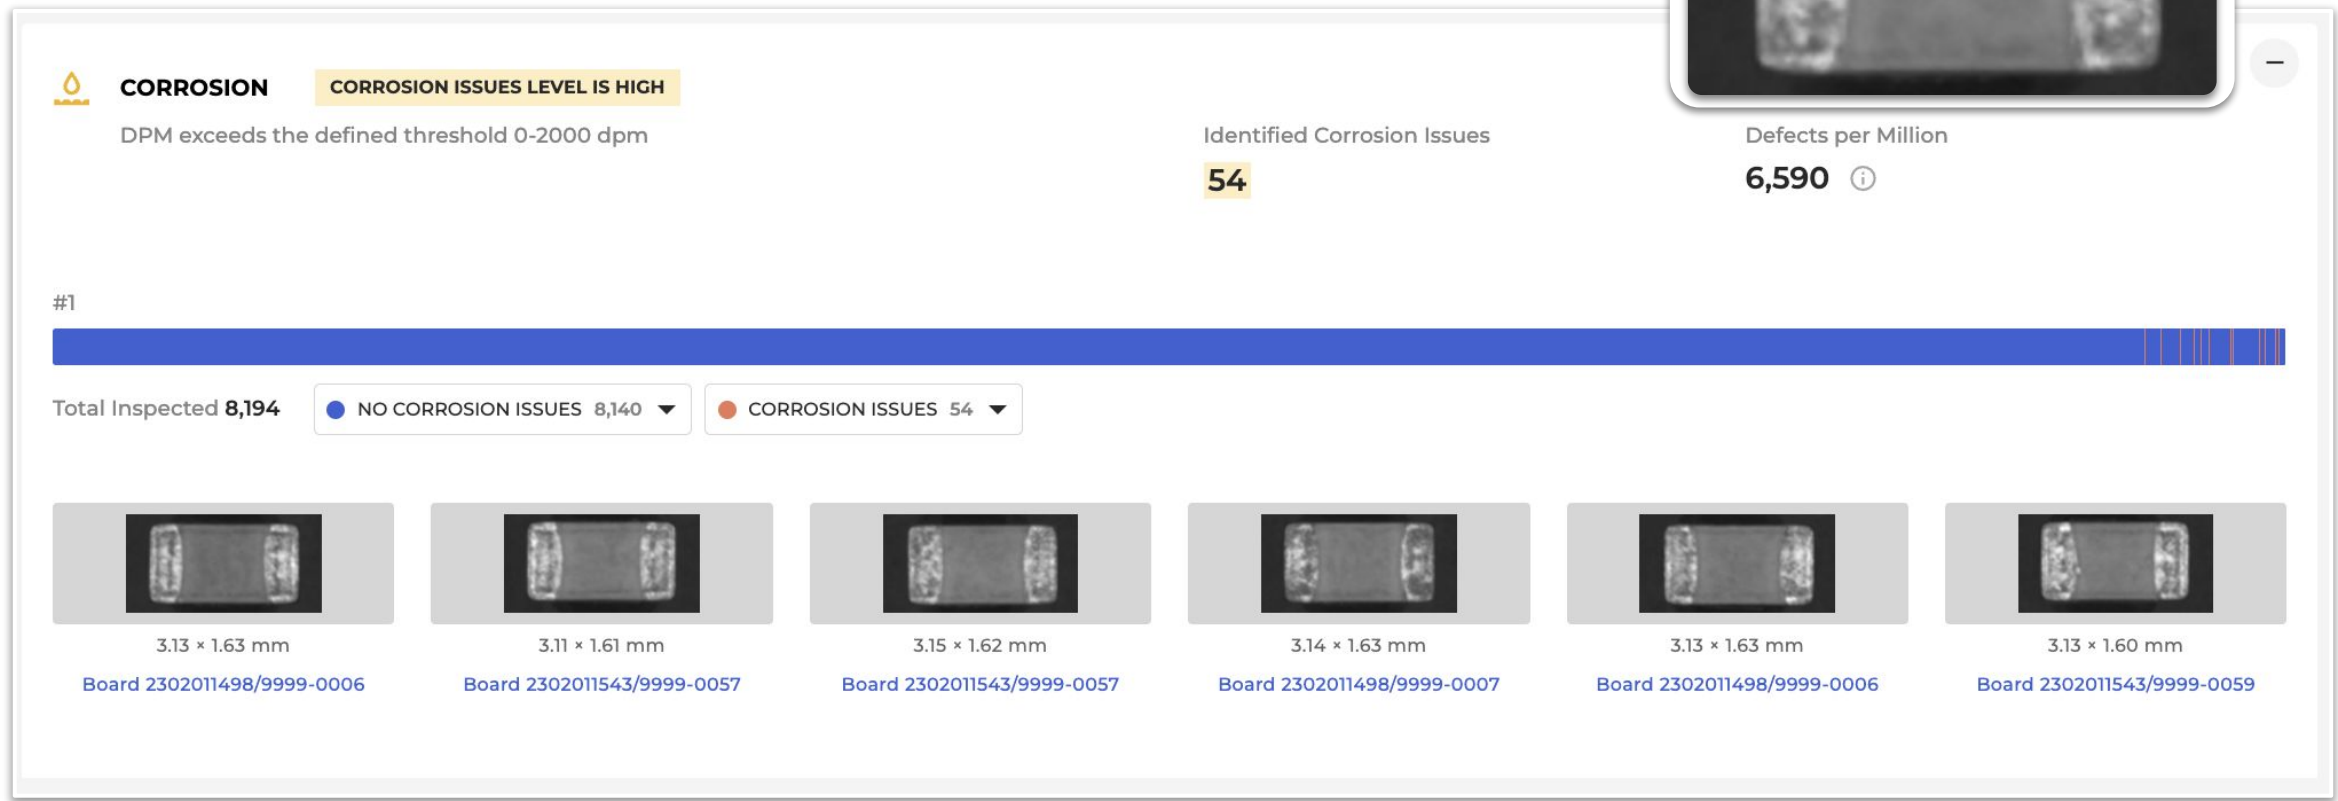 CORROSION
CORROSION ISSUES LEVEL IS HIGH
DPM exceeds the defined threshold 0-2000 dpm
Identified Corrosion Issues
54
Defects per Million
6,590
#1
Total Inspected 8,194
NO CORROSION ISSUES 8,140
CORROSION ISSUES 54
3.13 × 1.63 mm
Board 2302011498/9999-0006
3.11 × 1.61 mm
Board 2302011543/9999-0057
3.15 × 1.62 mm
Board 2302011543/9999-0057
3.14 × 1.63 mm
Board 2302011498/9999-0007
3.13 × 1.63 mm
Board 2302011498/9999-0006
3.13 × 1.60 mm
Board 2302011543/9999-0059